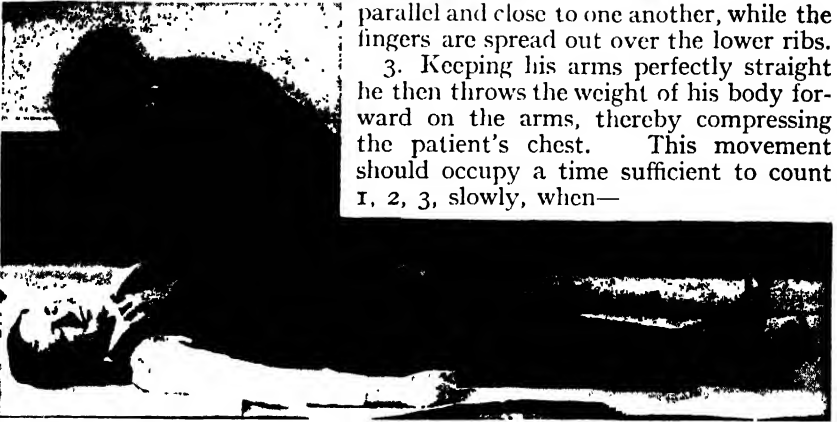 parallel and close to one another, while the
fingers are spread out over the lower ribs.
3. Keeping his arms perfectly straight
he then throws the weight of his body for-
ward on the arms, thereby compressing
the patient's chest. This movement
should occupy a time sufficient to count
1, 2, 3, slowly, when—